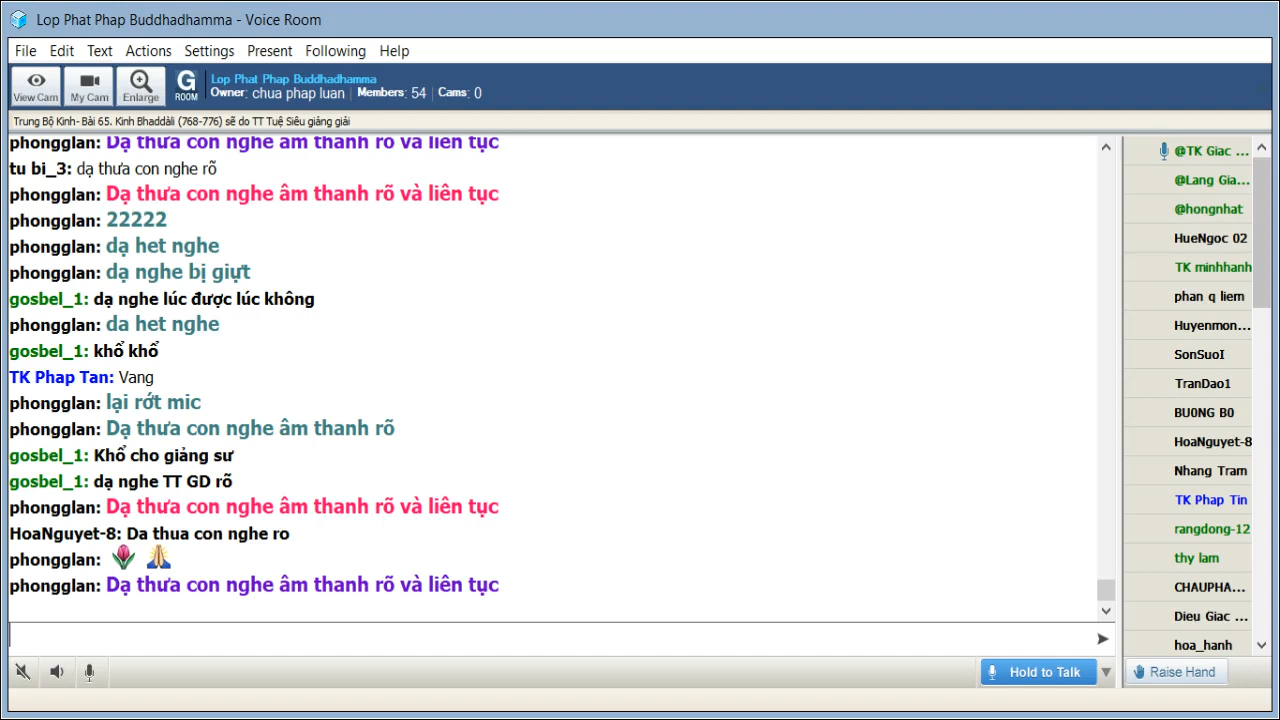 Lop Phat Phap Buddhadhamma - Voice Room
File Edit Text Actions Settings Present Following Help
View Cam My Cam Enlarge G ROOM
Lop Phat Phap Buddhadhamma
Owner: chua phap luan Members: 54 Cams: 0
Trung Bộ Kinh- Bài 65. Kinh Bhaddàli (768-776) sẽ do TT Tuệ Siêu giảng giải
phongglan: Dạ thưa con nghe âm thanh rõ và liên tục
tu bi_3: dạ thưa con nghe rõ
phongglan: Dạ thưa con nghe âm thanh rõ và liên tục
phongglan: 22222
phongglan: dạ het nghe
phongglan: dạ nghe bị giựt
gosbel_1: dạ nghe lúc được lúc không
phongglan: da het nghe
gosbel_1: khổ khổ
TK Phap Tan: Vang
phongglan: lại rớt mic
phongglan: Dạ thưa con nghe âm thanh rõ
gosbel_1: Khổ cho giảng sư
gosbel_1: dạ nghe TT GD rõ
phongglan: Dạ thưa con nghe âm thanh rõ và liên tục
HoaNguyet-8: Da thua con nghe ro
phongglan:
phongglan: Dạ thưa con nghe âm thanh rõ và liên tục
@TK Giac ...
@Lang Gia...
@hongnhat
HueNgoc 02
TK minhhanh
phan q liem
Huyenmon...
SonSuoI
TranDao1
BU0NG B0
HoaNguyet-8
Nhang Tram
TK Phap Tin
rangdong-12
thy lam
CHAUPHA...
Dieu Giac ...
hoa_hanh
Hold to Talk
Raise Hand